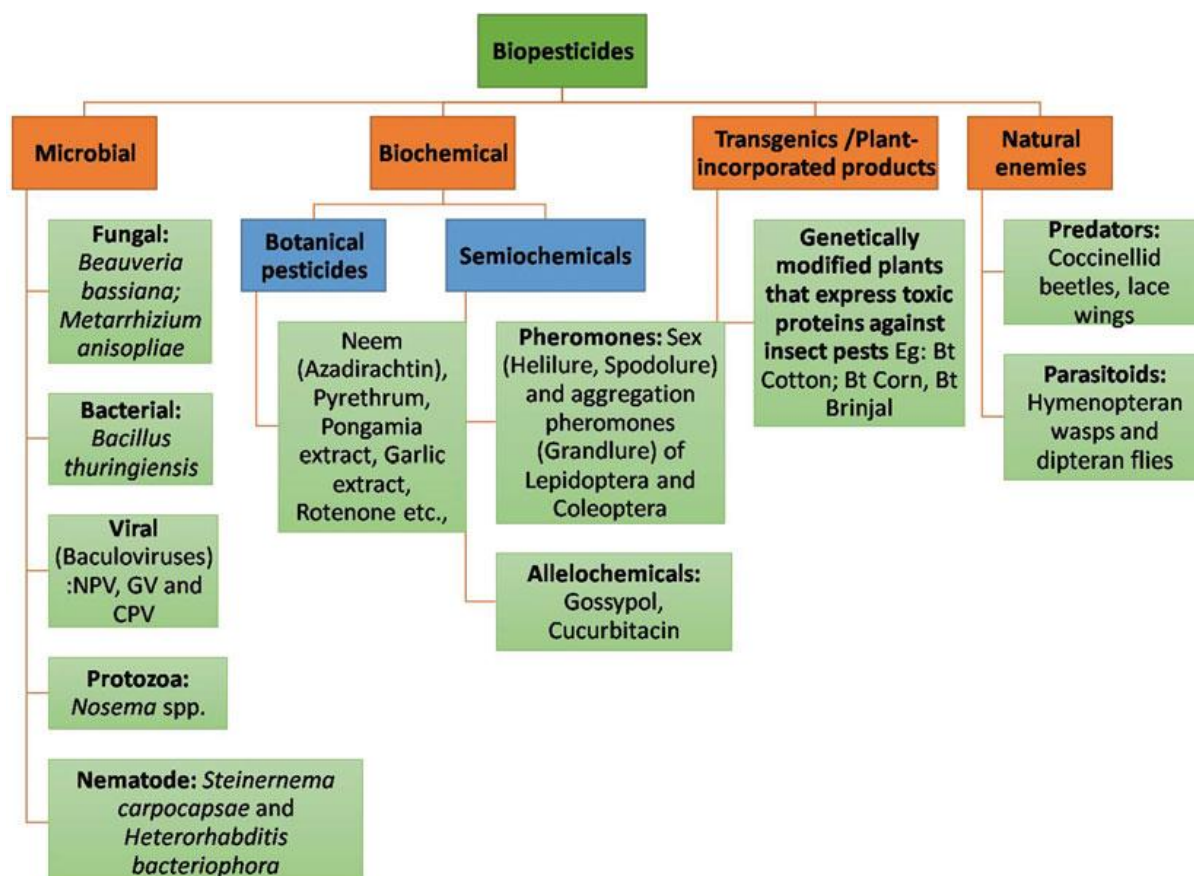 Biopesticides
Microbial
Biochemical
Transgenics /Plant-
incorporated products
Natural
enemies
Fungal:
Beauveria
bassiana;
Metarrhizium
anisopliae
Bacterial:
Bacillus
thuringiensis
Viral
(Baculoviruses)
:NPV, GV and
CPV
Protozoa:
Nosema spp.
Nematode: Steinernema
carpocapsae and
Heterorhabditis
bacteriophora
Botanical
pesticides
Neem
(Azadirachtin),
Pyrethrum,
Pongamia
extract, Garlic
extract,
Rotenone etc.,
Semiochemicals
Pheromones: Sex
(Helilure, Spodolure)
and aggregation
pheromones
(Grandlure) of
Lepidoptera and
Coleoptera
Allelochemicals:
Gossypol,
Cucurbitacin
Genetically
modified plants
that express toxic
proteins against
insect pests Eg: Bt
Cotton; Bt Corn, Bt
Brinjal
Predators:
Coccinellid
beetles, lace
wings
Parasitoids:
Hymenopteran
wasps and
dipteran flies